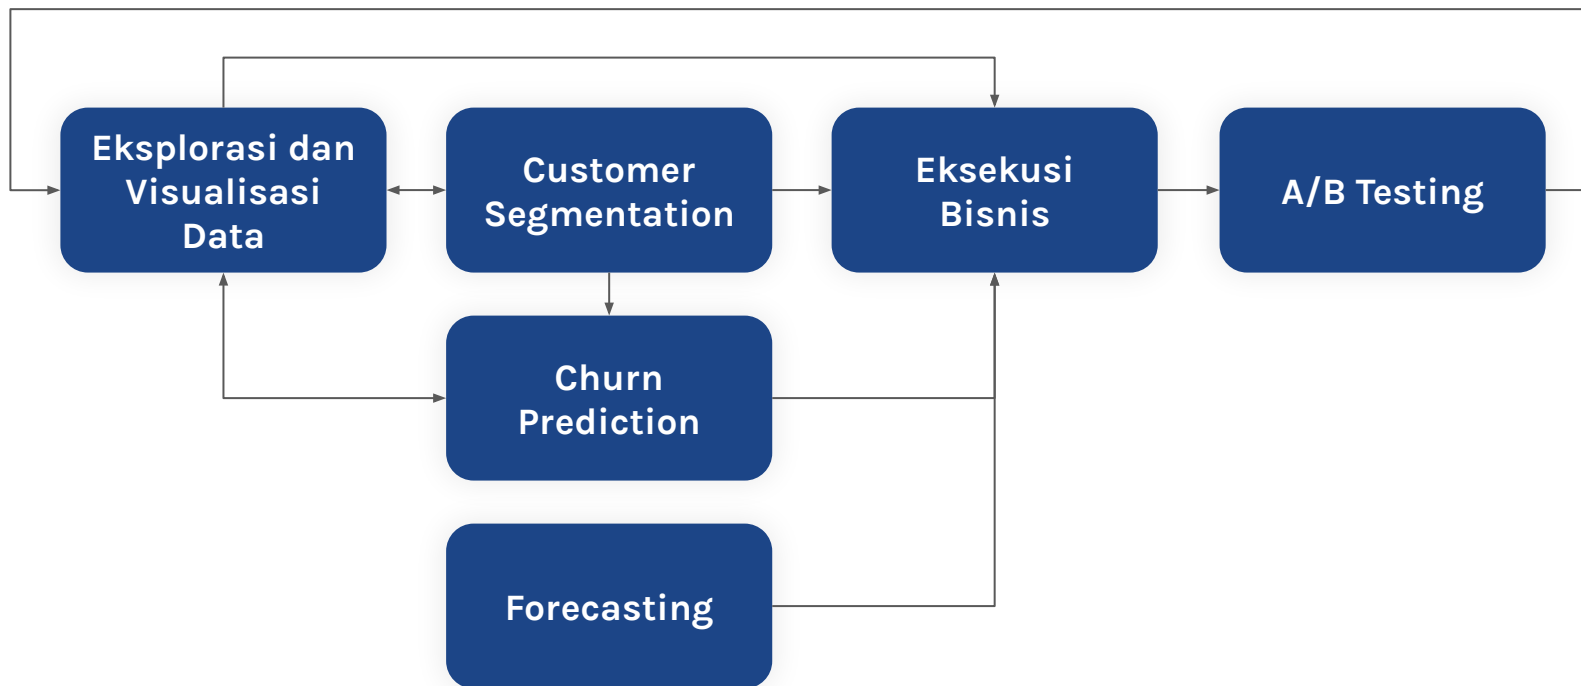 Eksplorasi dan
Visualisasi
Data
Customer
Segmentation
Eksekusi
Bisnis
A/B Testing
Churn
Prediction
Forecasting